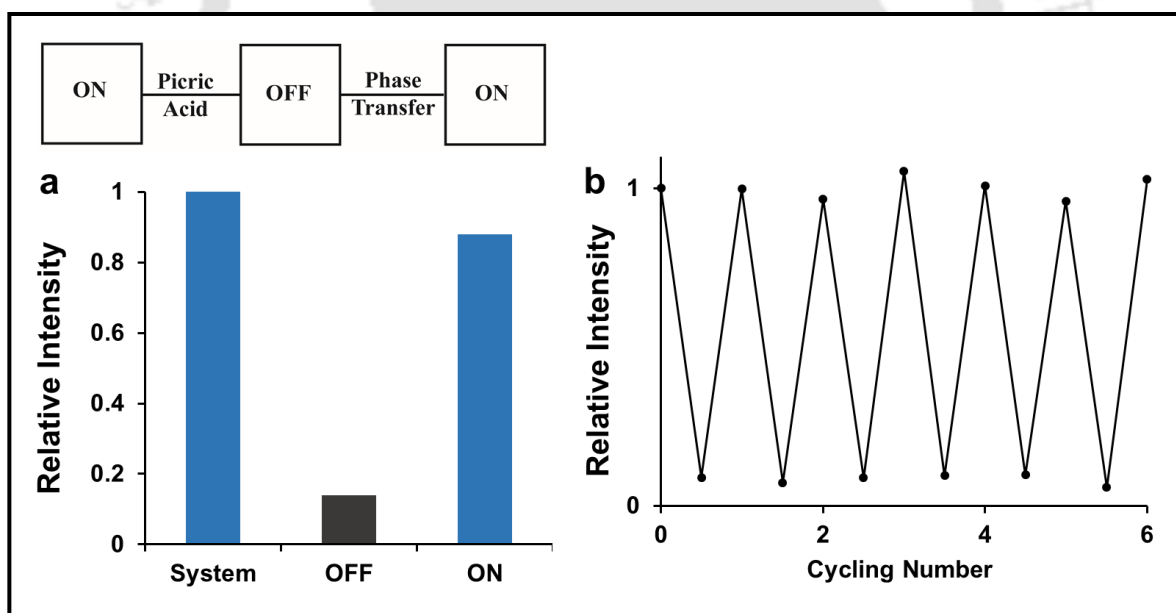 ON
Picric
Acid
OFF
Phase
Transfer
ON
a
1
0.8
0.6
0.4
0.2
0
Relative Intensity
System
OFF
ON
b
1
0
Relative Intensity
0
2
4
6
Cycling Number